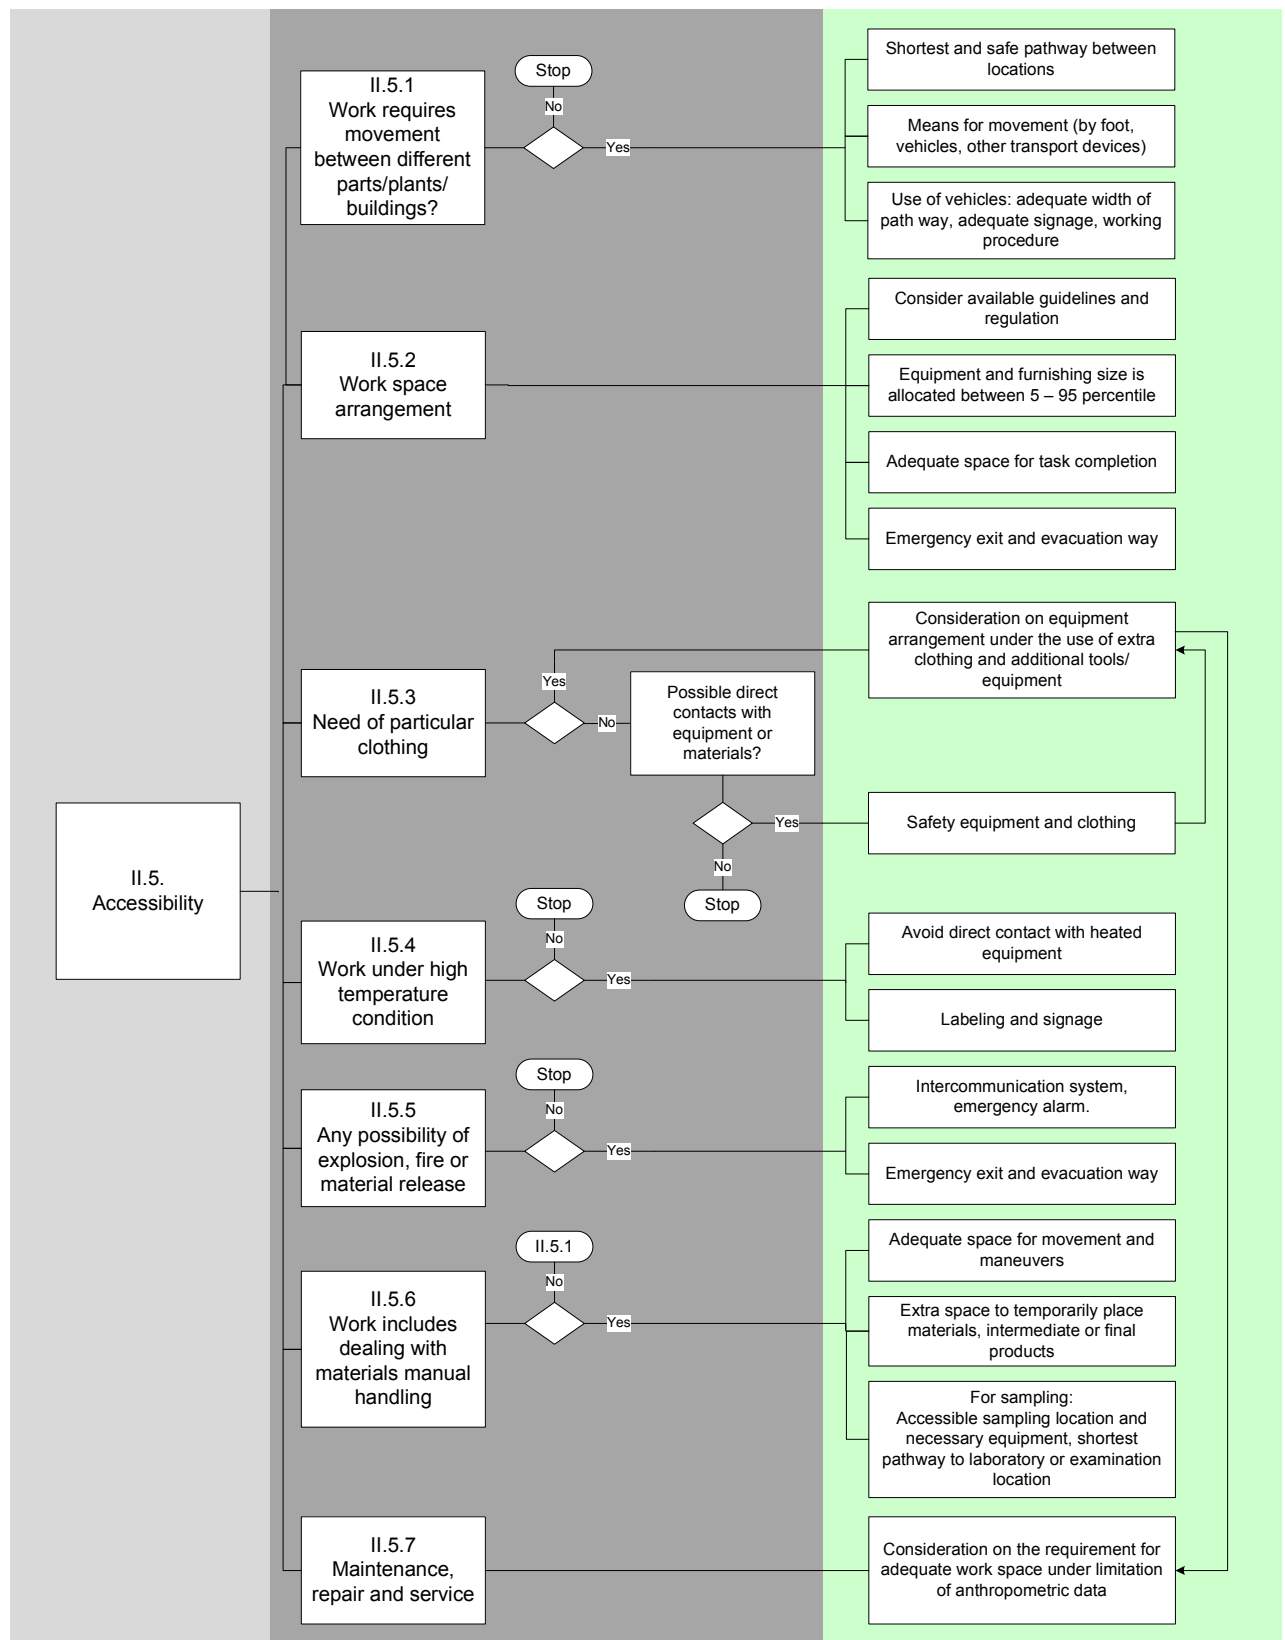 II.5.
Accessibility
II.5.1
Work requires
movement
between different
parts/plants/
buildings?
Stop
No
Yes
Shortest and safe pathway between
locations
Means for movement (by foot,
vehicles, other transport devices)
Use of vehicles: adequate width of
path way, adequate signage, working
procedure
II.5.2
Work space
arrangement
Consider available guidelines and
regulation
Equipment and furnishing size is
allocated between 5 – 95 percentile
Adequate space for task completion
Emergency exit and evacuation way
II.5.3
Need of particular
clothing
Yes
No
Possible direct
contacts with
equipment or
materials?
Yes
No
Stop
Consideration on equipment
arrangement under the use of extra
clothing and additional tools/
equipment
Safety equipment and clothing
II.5.4
Work under high
temperature
condition
Stop
No
Yes
Avoid direct contact with heated
equipment
Labeling and signage
II.5.5
Any possibility of
explosion, fire or
material release
Stop
No
Yes
Intercommunication system,
emergency alarm.
Emergency exit and evacuation way
II.5.6
Work includes
dealing with
materials manual
handling
II.5.1
No
Yes
Adequate space for movement and
maneuvers
Extra space to temporarily place
materials, intermediate or final
products
For sampling:
Accessible sampling location and
necessary equipment, shortest
pathway to laboratory or examination
location
II.5.7
Maintenance,
repair and service
Consideration on the requirement for
adequate work space under limitation
of anthropometric data